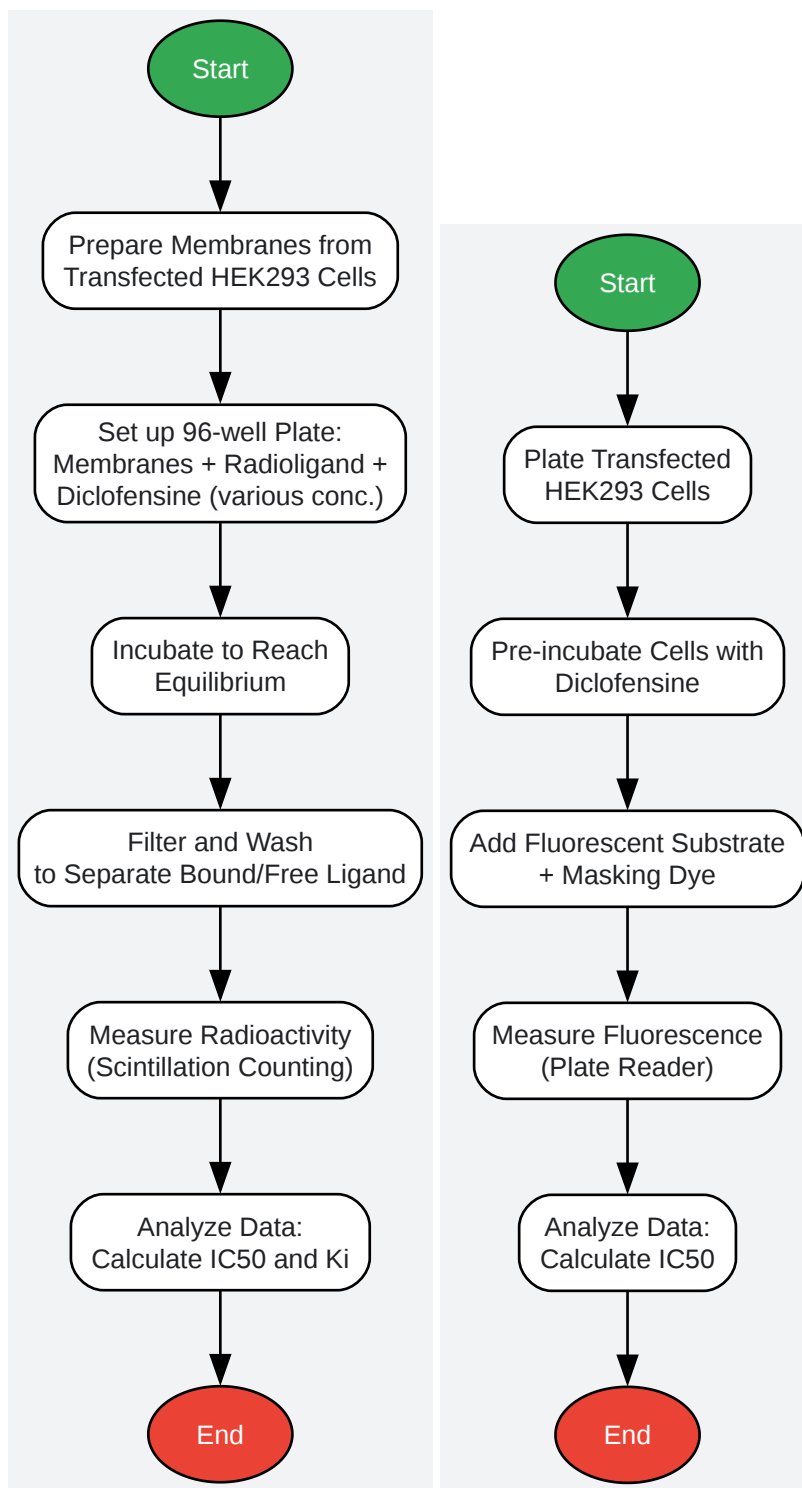 Start
Prepare Membranes from
Transfected HEK293 Cells
Set up 96-well Plate:
Membranes + Radioligand +
Diclofensine (various conc.)
Incubate to Reach
Equilibrium
Filter and Wash
to Separate Bound/Free Ligand
Measure Radioactivity
(Scintillation Counting)
Analyze Data:
Calculate IC50 and Ki
End
Start
Plate Transfected
HEK293 Cells
Pre-incubate Cells with
Diclofensine
Add Fluorescent Substrate
+ Masking Dye
Measure Fluorescence
(Plate Reader)
Analyze Data:
Calculate IC50
End